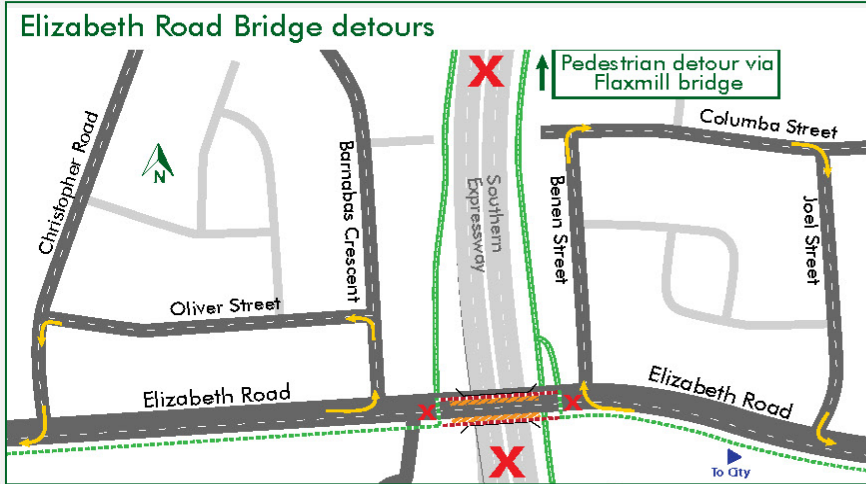 Elizabeth Road Bridge detours
Pedestrian detour via
Flaxmill bridge
Christopher Road
N
Barnabas Crescent
Southern
Expressway
Columba Street
Benen Street
Joel Street
Oliver Street
Elizabeth Road
Elizabeth Road
To City